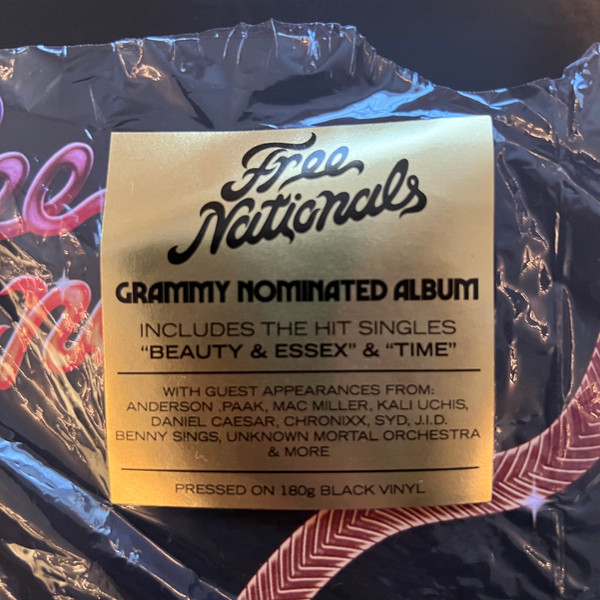 Free
Nationals
GRAMMY NOMINATED ALBUM
INCLUDES THE HIT SINGLES
“BEAUTY & ESSEX” & “TIME”
WITH GUEST APPEARANCES FROM:
ANDERSON .PAAK, MAC MILLER, KALI UCHIS,
DANIEL CAESAR, CHRONIXX, SYD, J.I.D.
BENNY SINGS, UNKNOWN MORTAL ORCHESTRA
& MORE
PRESSED ON 180g BLACK VINYL